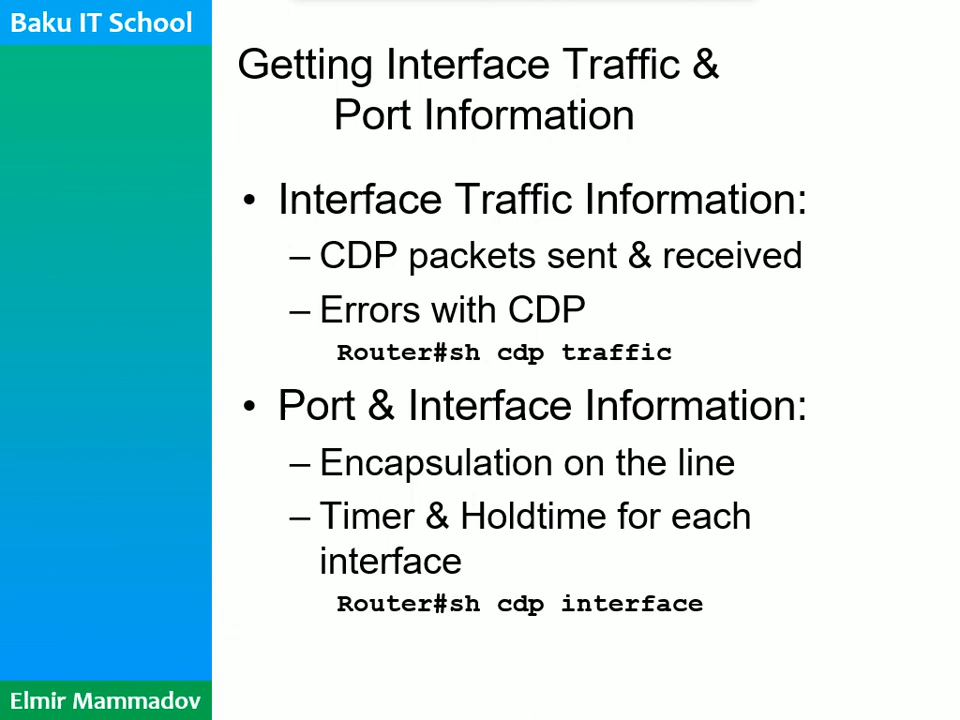 Baku IT School
Getting Interface Traffic &
Port Information
• Interface Traffic Information:
– CDP packets sent & received
– Errors with CDP
Router#sh cdp traffic
• Port & Interface Information:
– Encapsulation on the line
– Timer & Holdtime for each
interface
Router#sh cdp interface
Elmir Mammadov